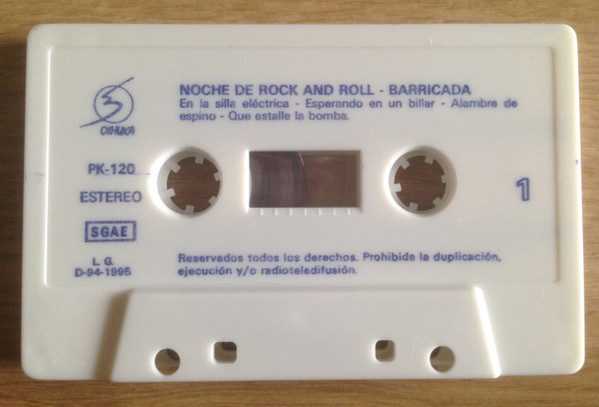 NOCHE DE ROCK AND ROLL - BARRICADA
En la silla eléctrica - Esperando en un billar - Alambre de
espino - Que estalle la bomba.
OIHUKA
PK-120
ESTEREO
1
SGAE
L. G.
D-94-1995
Reservados todos los derechos. Prohibida la duplicación,
ejecución y/o radioteledifusión.